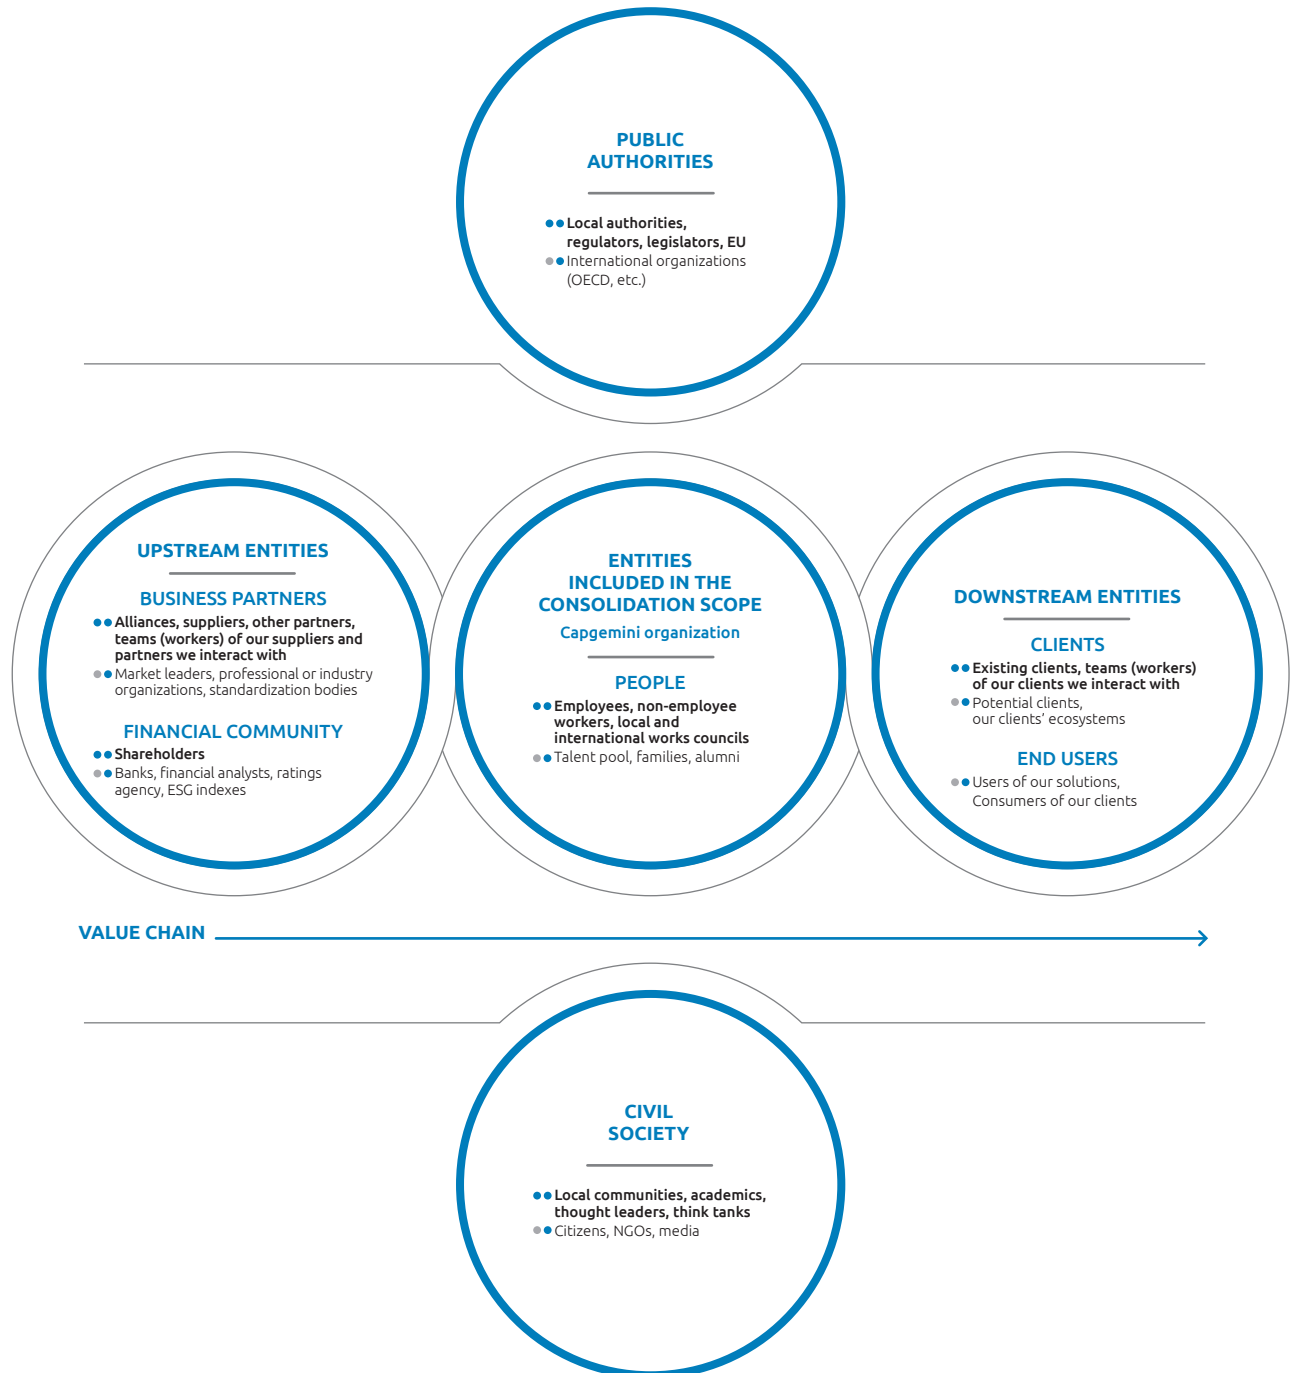 PUBLIC
AUTHORITIES
Local authorities,
regulators, legislators, EU
International organizations
(OECD, etc.)
UPSTREAM ENTITIES
BUSINESS PARTNERS
Alliances, suppliers, other partners,
teams (workers) of our suppliers and
partners we interact with
Market leaders, professional or industry
organizations, standardization bodies
FINANCIAL COMMUNITY
Shareholders
Banks, financial analysts, ratings
agency, ESG indexes
ENTITIES
INCLUDED IN THE
CONSOLIDATION SCOPE
Capgemini organization
PEOPLE
Employees, non-employee
workers, local and
international works councils
Talent pool, families, alumni
DOWNSTREAM ENTITIES
CLIENTS
Existing clients, teams (workers)
of our clients we interact with
Potential clients,
our clients’ ecosystems
END USERS
Users of our solutions,
Consumers of our clients
VALUE CHAIN
CIVIL
SOCIETY
Local communities, academics,
thought leaders, think tanks
Citizens, NGOs, media